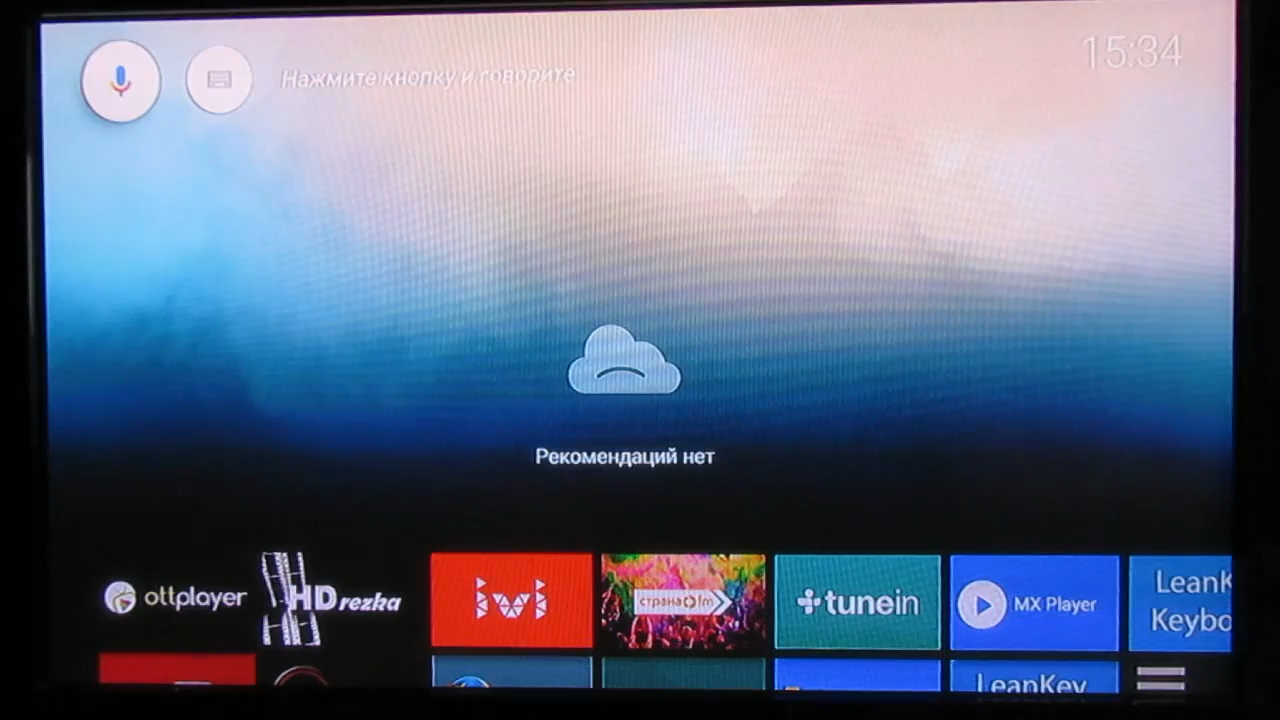 Нажмите кнопку и говорите
15:34
Рекомендаций нет
ottplayer
HDrezka
ivi
страна fm
tunein
MX Player
LeanK
Keybo
LeanKey